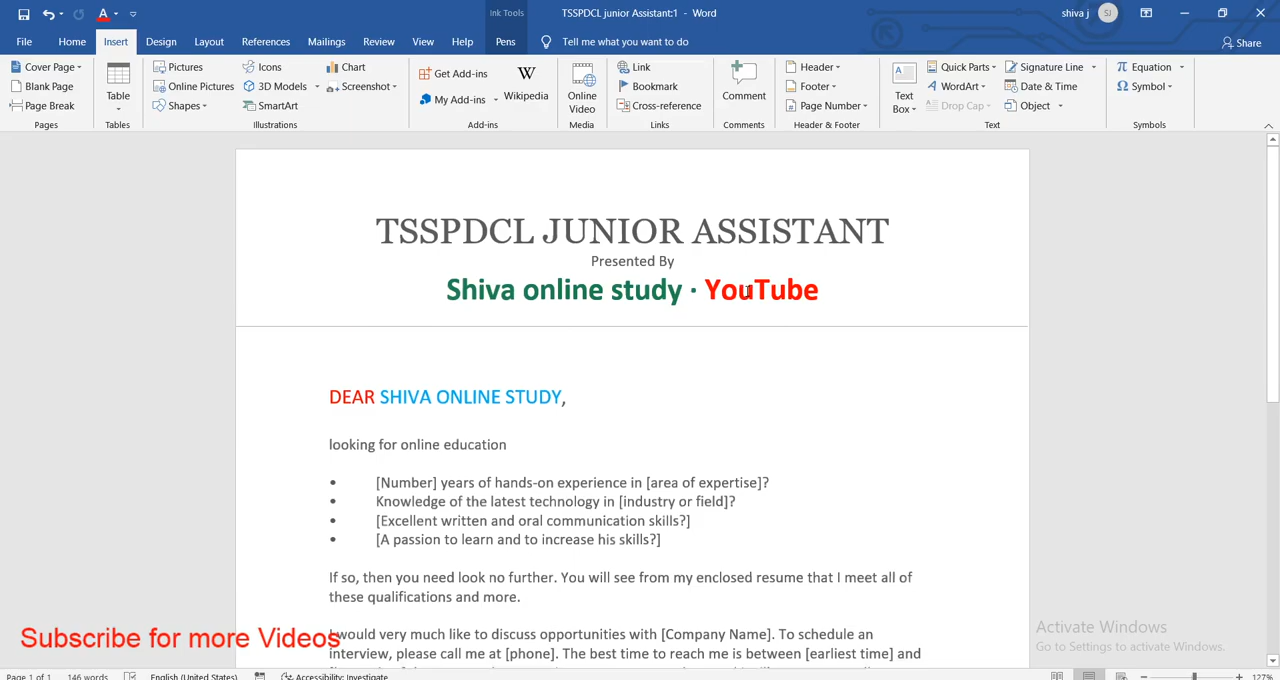 Ink Tools
TSSPDCL junior Assistant:1 - Word
shiva j
SJ
File Home Insert Design Layout References Mailings Review View Help Pens Tell me what you want to do Share
Cover Page
Blank Page
Page Break
Pages
Table
Tables
Pictures
Online Pictures
Shapes
Icons
3D Models
SmartArt
Chart
Screenshot
Illustrations
Get Add-ins
My Add-ins
W
Wikipedia
Add-ins
Online
Video
Media
Link
Bookmark
Cross-reference
Links
Comment
Comments
Header
Footer
Page Number
Header & Footer
Text
Box
Quick Parts
WordArt
Drop Cap
Signature Line
Date & Time
Object
Text
Equation
Symbol
Symbols
TSSPDCL JUNIOR ASSISTANT
Presented By
Shiva online study · YouTube
DEAR SHIVA ONLINE STUDY,
looking for online education
• [Number] years of hands-on experience in [area of expertise]?
• Knowledge of the latest technology in [industry or field]?
• [Excellent written and oral communication skills?]
• [A passion to learn and to increase his skills?]
If so, then you need look no further. You will see from my enclosed resume that I meet all of
these qualifications and more.
I would very much like to discuss opportunities with [Company Name]. To schedule an
interview, please call me at [phone]. The best time to reach me is between [earliest time] and
Subscribe for more Videos
Activate Windows
Go to Settings to activate Windows.
Page 1 of 1 146 words English (United States) Accessibility: Investigate 127%